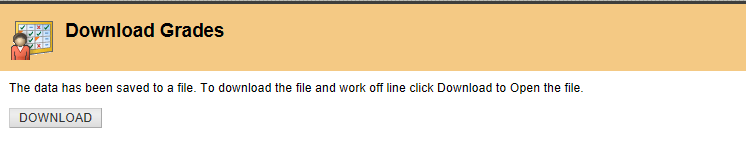 Download Grades
The data has been saved to a file. To download the file and work off line click Download to Open the file.
DOWNLOAD